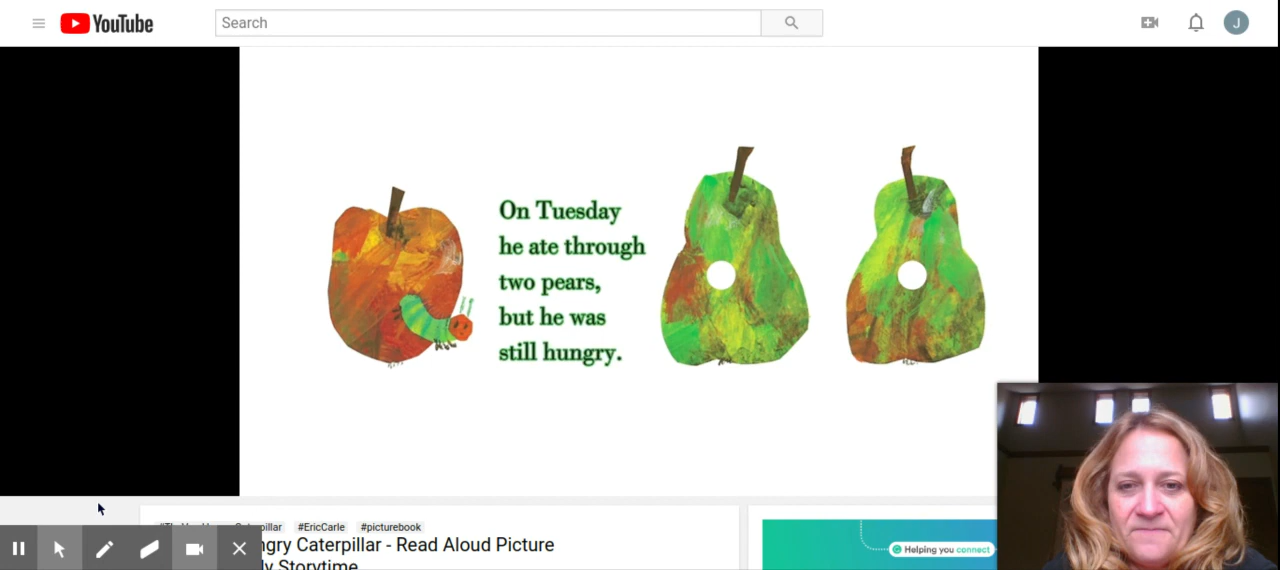 YouTube
Search
J
On Tuesday
he ate through
two pears,
but he was
still hungry.
#EricCarle #picturebook
Caterpillar - Read Aloud Picture
Storytime
Helping you connect